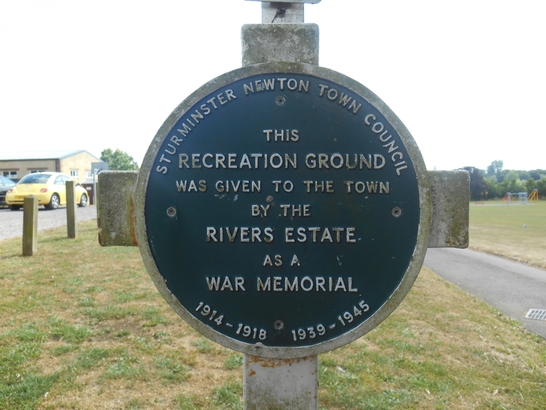 STURMINSTER NEWTON TOWN COUNCIL
THIS
RECREATION GROUND
WAS GIVEN TO THE TOWN
BY THE
RIVERS ESTATE
AS A
WAR MEMORIAL
1914-1918 1939-1945